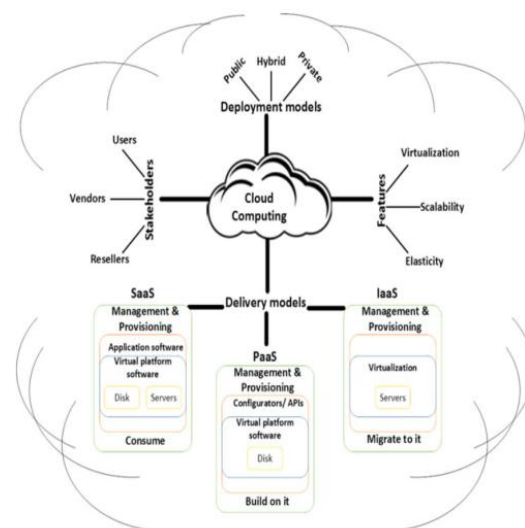 Public
Hybrid
Private
Deployment models
Users
Vendors
Resellers
Stakeholders
Cloud
Computing
Features
Virtualization
Scalability
Elasticity
Delivery models
SaaS
Management &
Provisioning
Application software
Virtual platform
software
Disk
Servers
Consume
PaaS
Management &
Provisioning
Configurators/ APIs
Virtual platform
software
Disk
Build on it
IaaS
Management &
Provisioning
Virtualization
Servers
Migrate to it